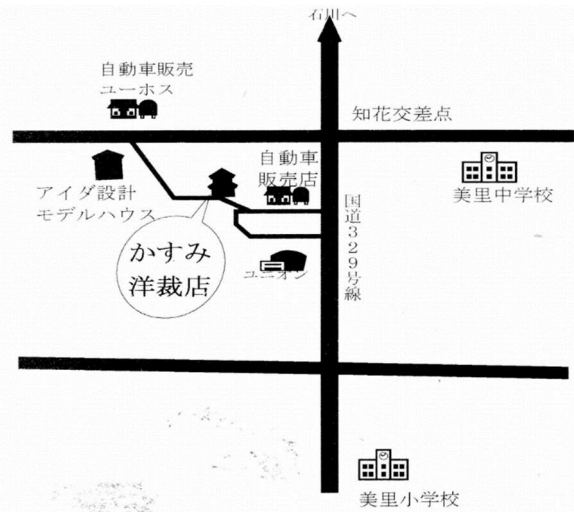 石川へ
自動車販売
ユーホス
知花交差点
自動車
販売店
美里中学校
アイダ設計
モデルハウス
国道329号線
かすみ
洋裁店
ユニオン
美里小学校